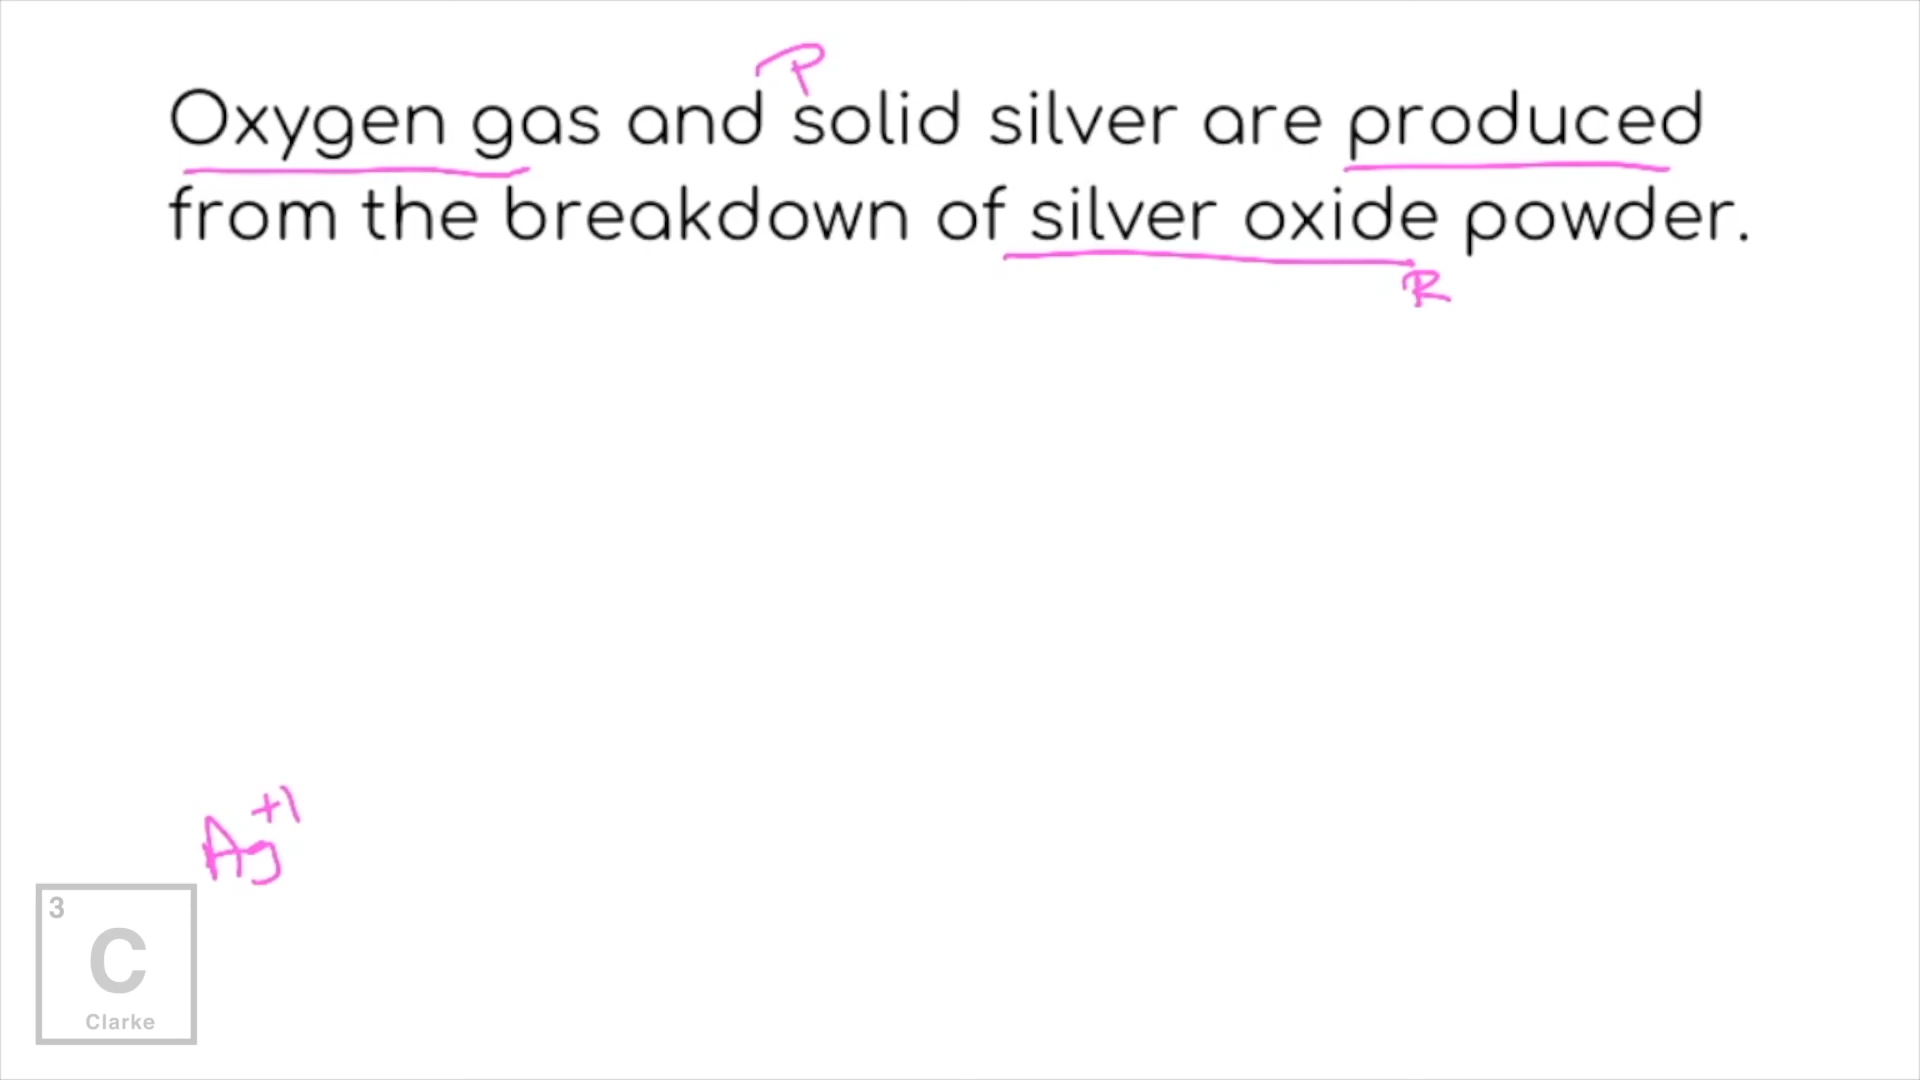 P
Oxygen gas and solid silver are produced
from the breakdown of silver oxide powder.
R
Ag+1
3
C
Clarke